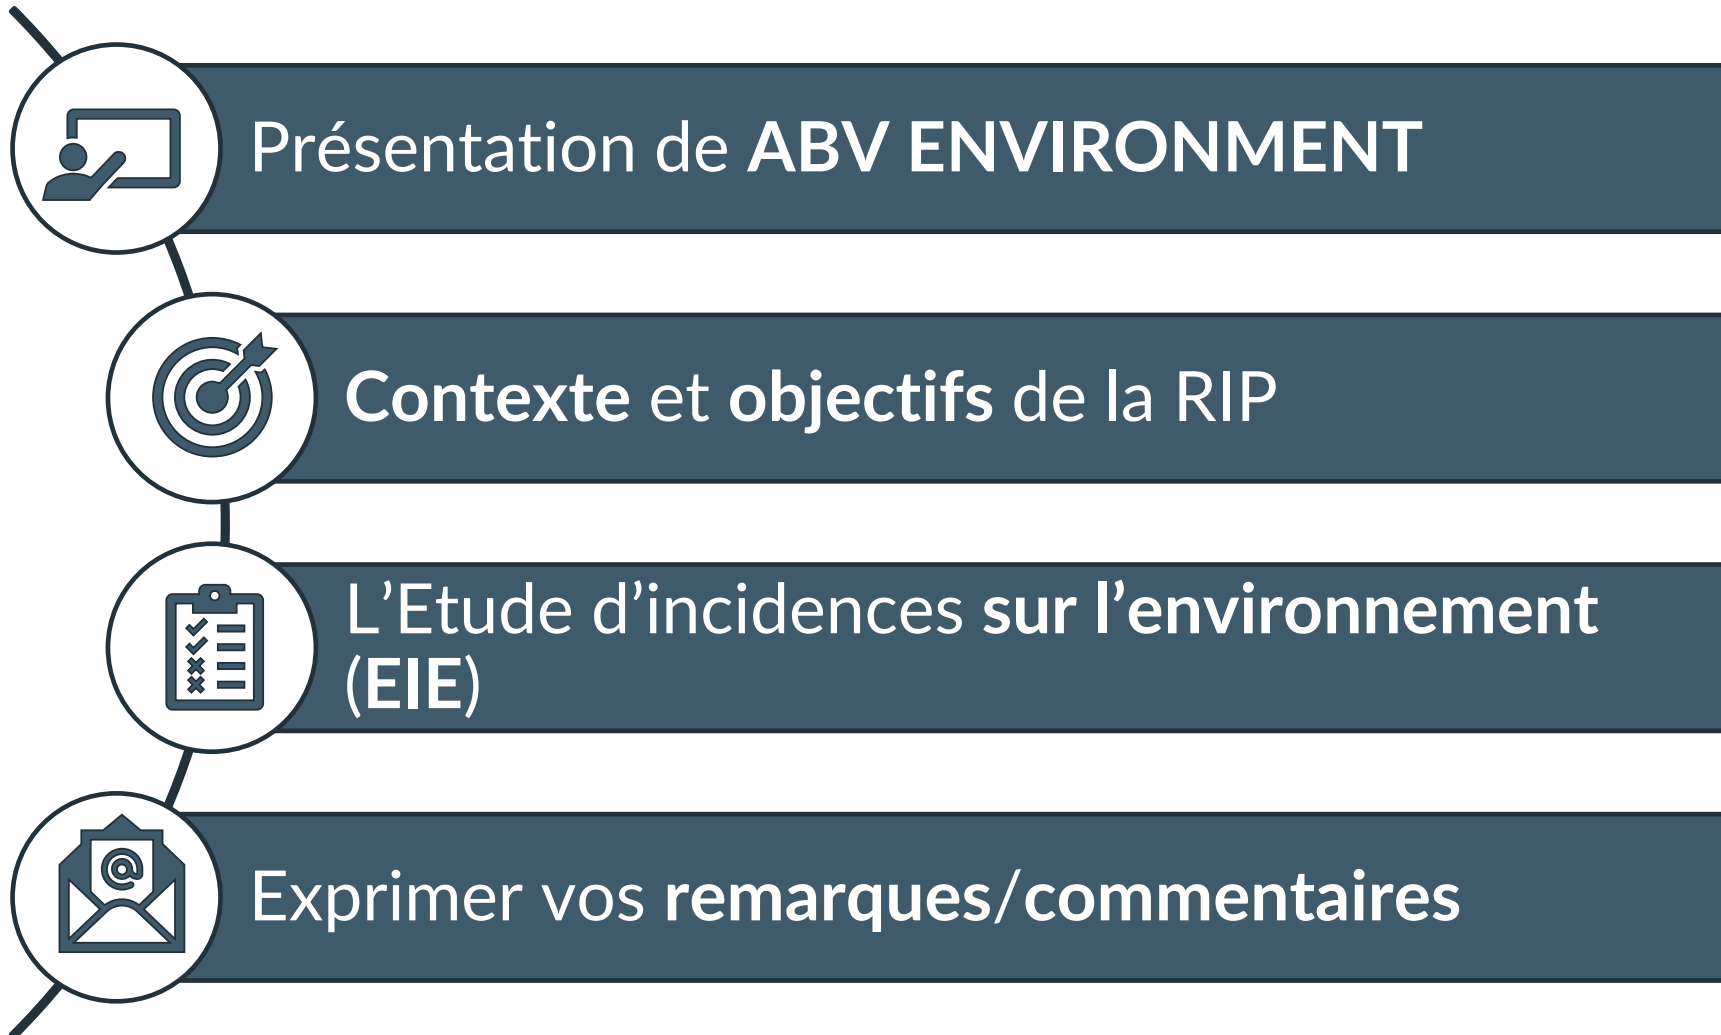 Présentation de ABV ENVIRONMENT
Contexte et objectifs de la RIP
L’Etude d’incidences sur l’environnement
(EIE)
Exprimer vos remarques/commentaires